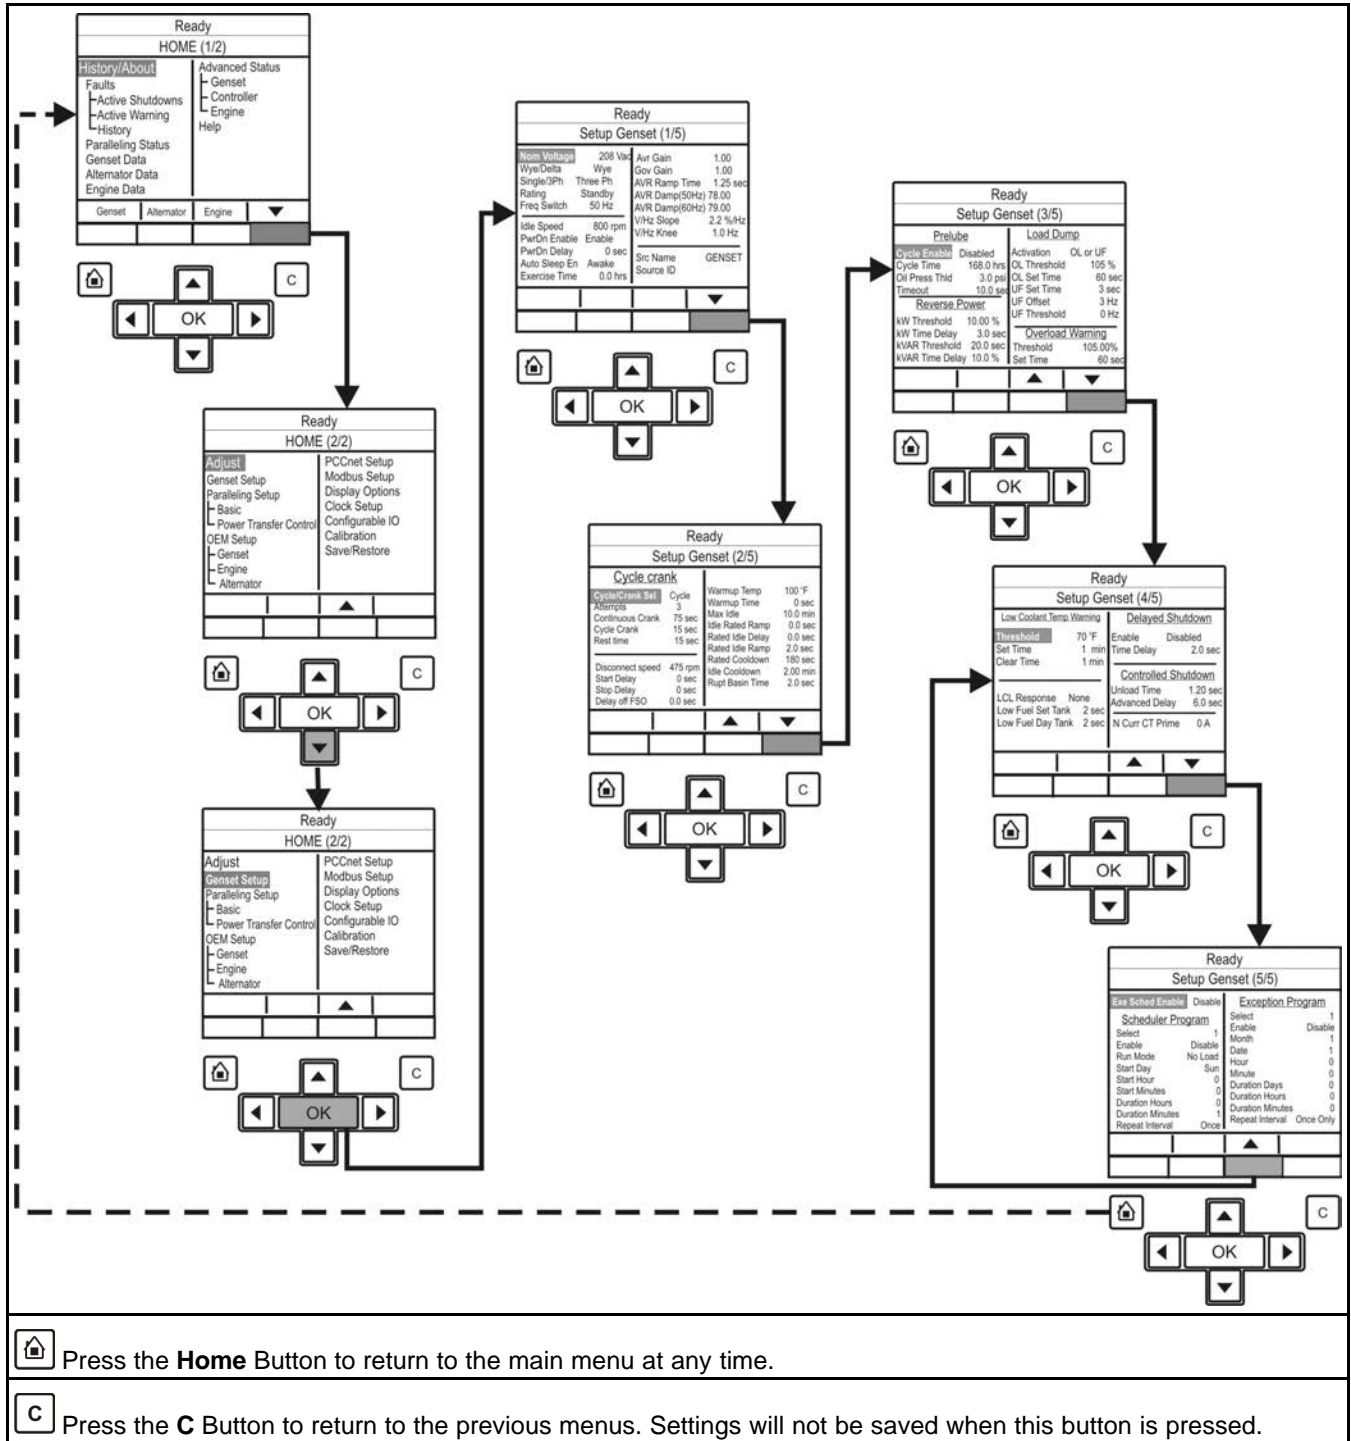 Ready
HOME (1/2)
History/About
Faults
Active Shutdowns
Active Warning
History
Paralleling Status
Genset Data
Alternator Data
Engine Data
Advanced Status
Genset
Controller
Engine
Help
Genset Alternator Engine
C
OK
Ready
HOME (2/2)
Adjust
Genset Setup
Paralleling Setup
Basic
Power Transfer Control
OEM Setup
Genset
Engine
Alternator
PCCnet Setup
Modbus Setup
Display Options
Clock Setup
Configurable IO
Calibration
Save/Restore
C
OK
Ready
HOME (2/2)
Adjust
Genset Setup
Paralleling Setup
Basic
Power Transfer Control
OEM Setup
Genset
Engine
Alternator
PCCnet Setup
Modbus Setup
Display Options
Clock Setup
Configurable IO
Calibration
Save/Restore
C
OK
Ready
Setup Genset (1/5)
Nom Voltage 208 Vac
Wye/Delta Wye
Single/3Ph Three Ph
Rating Standby
Freq Switch 50 Hz
Idle Speed 800 rpm
PwrDn Enable Enable
PwrDn Delay 0 sec
Auto Sleep En Awake
Exercise Time 0.0 hrs
Avr Gain 1.00
Gov Gain 1.00
AVR Ramp Time 1.25 sec
AVR Damp(50Hz) 78.00
AVR Damp(60Hz) 79.00
V/Hz Slope 2.2 %/Hz
V/Hz Knee 1.0 Hz
Src Name GENSET
Source ID
C
OK
Ready
Setup Genset (2/5)
Cycle crank
Cycle/Crank Sel Cycle
Attempts 3
Continuous Crank 75 sec
Cycle Crank 15 sec
Rest time 15 sec
Disconnect speed 475 rpm
Start Delay 0 sec
Stop Delay 0 sec
Delay off FSO 0.0 sec
Warmup Temp 100 °F
Warmup Time 0 sec
Max Idle 10.0 min
Idle Rated Ramp 0.0 sec
Rated Idle Delay 0.0 sec
Rated Idle Ramp 2.0 sec
Rated Cooldown 180 sec
Idle Cooldown 2.00 min
Rupt Basin Time 2.0 sec
C
OK
Ready
Setup Genset (3/5)
Prelube
Cycle Enable Disabled
Cycle Time 168.0 hrs
Oil Press Thld 3.0 psi
Timeout 10.0 sec
Reverse Power
kW Threshold 10.00 %
kW Time Delay 3.0 sec
kVAR Threshold 20.0 sec
kVAR Time Delay 10.0 %
Load Dump
Activation OL or UF
OL Threshold 105 %
OL Set Time 60 sec
UF Set Time 3 sec
UF Offset 3 Hz
UF Threshold 0 Hz
Overload Warning
Threshold 105.00%
Set Time 60 sec
C
OK
Ready
Setup Genset (4/5)
Low Coolant Temp Warning
Threshold 70 °F
Set Time 1 min
Clear Time 1 min
LCL Response None
Low Fuel Set Tank 2 sec
Low Fuel Day Tank 2 sec
Delayed Shutdown
Enable Disabled
Time Delay 2.0 sec
Controlled Shutdown
Unload Time 1.20 sec
Advanced Delay 6.0 sec
N Curr CT Prime 0 A
C
OK
Ready
Setup Genset (5/5)
Exe Sched Enable Disable
Scheduler Program
Select 1
Enable Disable
Run Mode No Load
Start Day Sun
Start Hour 0
Start Minutes 0
Duration Hours 0
Duration Minutes 1
Repeat Interval Once
Exception Program
Select 1
Enable Disable
Month 1
Date 1
Hour 0
Minute 0
Duration Days 0
Duration Hours 0
Duration Minutes 0
Repeat Interval Once Only
C
OK
Press the Home Button to return to the main menu at any time.
C Press the C Button to return to the previous menus. Settings will not be saved when this button is pressed.